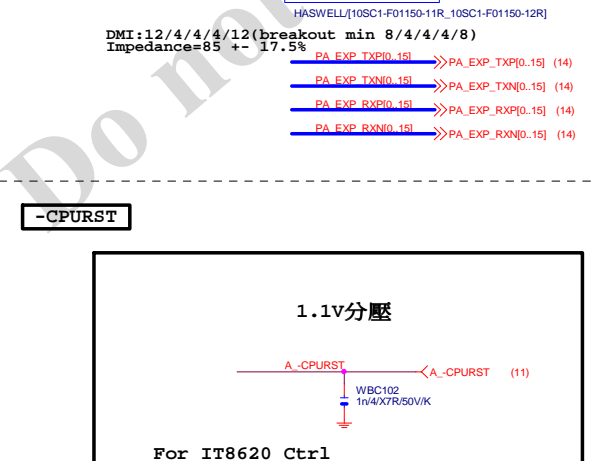 HASWELL/[10SC1-F01150-11R_10SC1-F01150-12R]
DMI:12/4/4/4/12(breakout min 8/4/4/4/8)
Impedance=85 +- 17.5%
PA_EXP_TXP[0..15] PA_EXP_TXP[0..15] (14)
PA_EXP_TXN[0..15] PA_EXP_TXN[0..15] (14)
PA_EXP_RXP[0..15] PA_EXP_RXP[0..15] (14)
PA_EXP_RXN[0..15] PA_EXP_RXN[0..15] (14)
Do no
-CPURST
1.1V分壓
A_-CPURST A_-CPURST (11)
WBC102
1n/4/X7R/50V/K
For IT8620 Ctrl